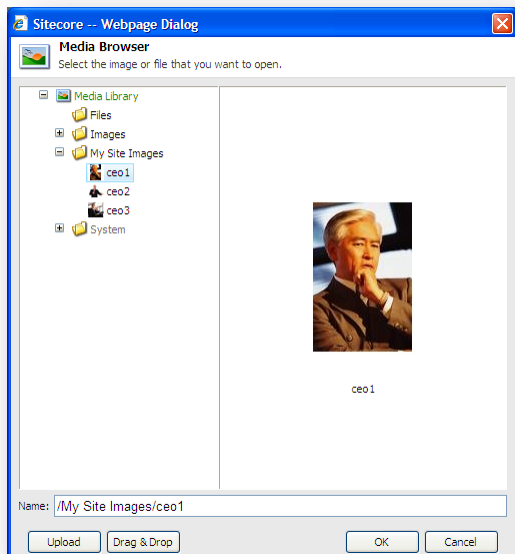 Sitecore -- Webpage Dialog
Media Browser
Select the image or file that you want to open.
Media Library
Files
Images
My Site Images
ceo1
ceo2
ceo3
System
ceo1
Name: /My Site Images/ceo1
Upload Drag & Drop OK Cancel